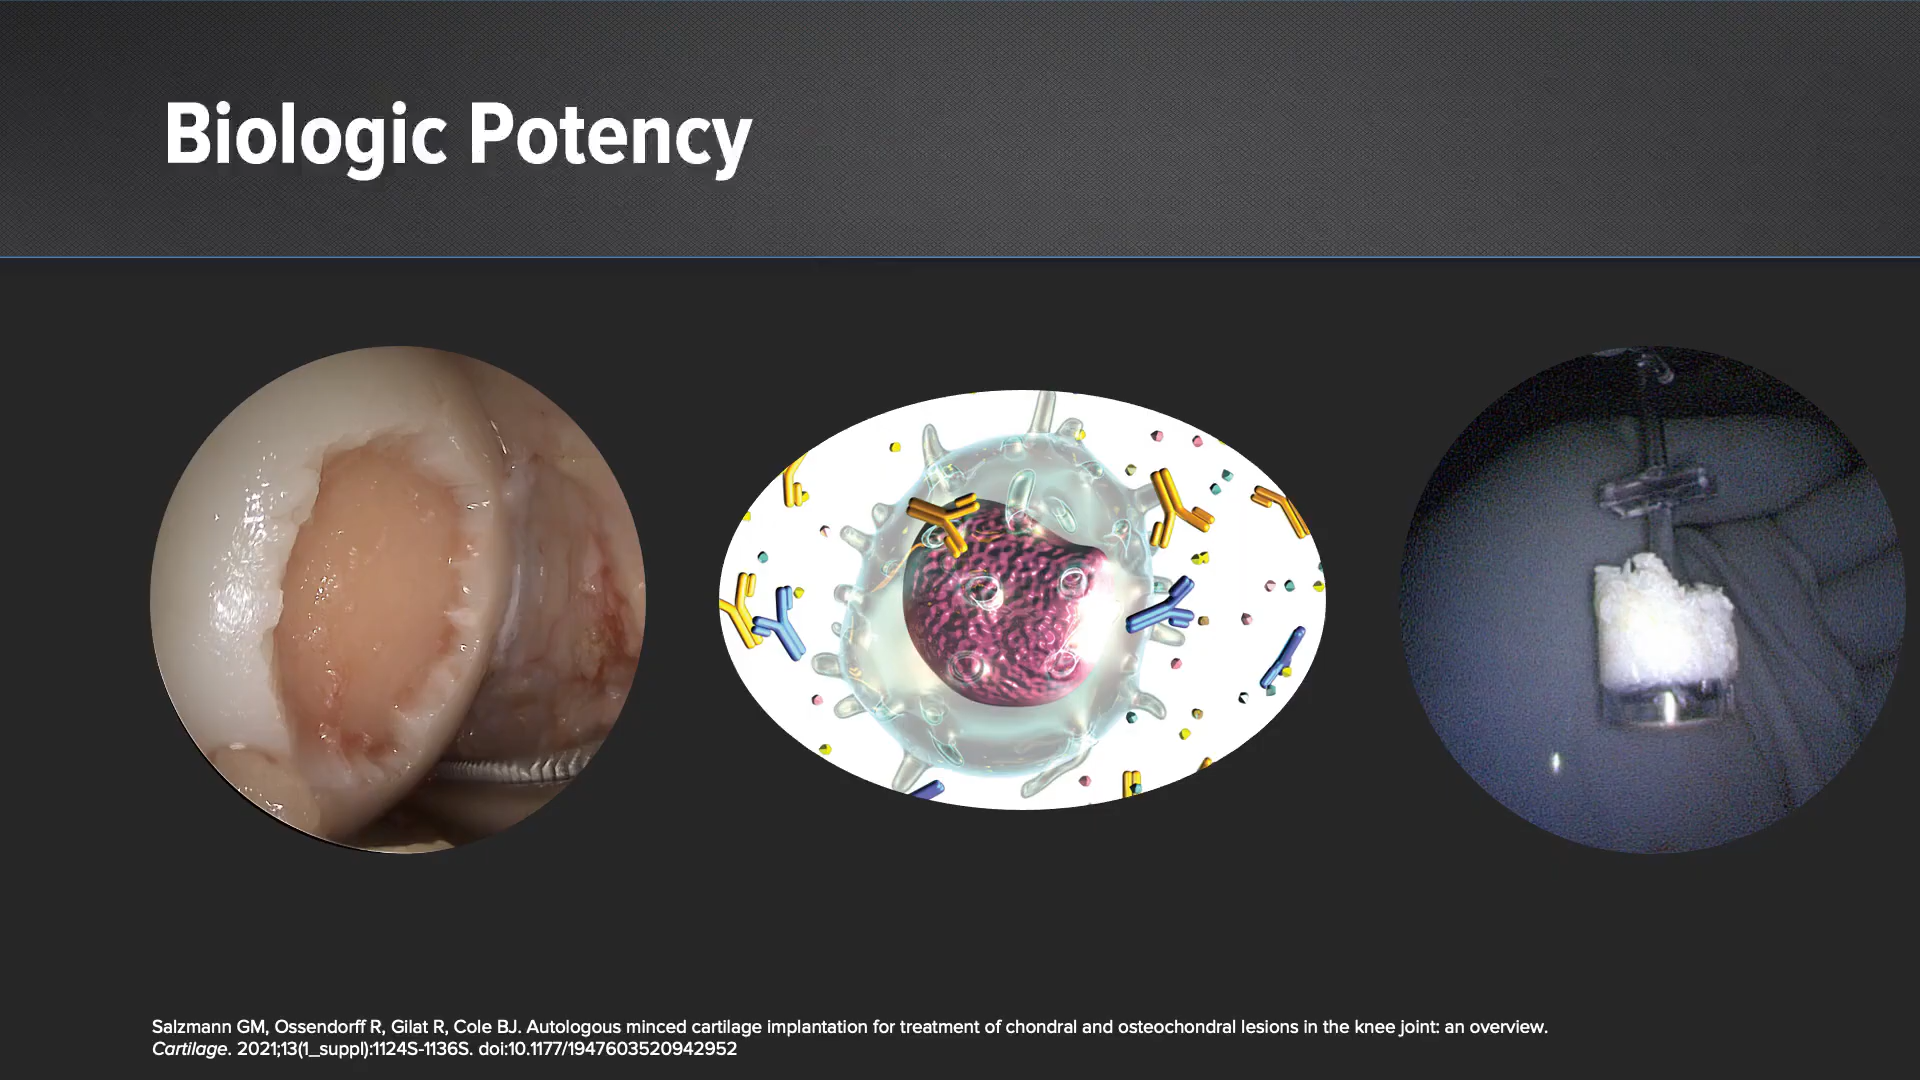 Biologic Potency
Salzmann GM, Ossendorff R, Gilat R, Cole BJ. Autologous minced cartilage implantation for treatment of chondral and osteochondral lesions in the knee joint: an overview.
Cartilage. 2021;13(1_suppl):1124S-1136S. doi:10.1177/1947603520942952